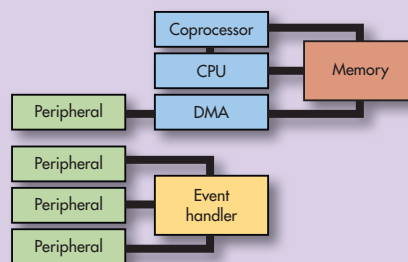 Coprocessor
CPU
Memory
Peripheral
DMA
Peripheral
Peripheral
Event
handler
Peripheral